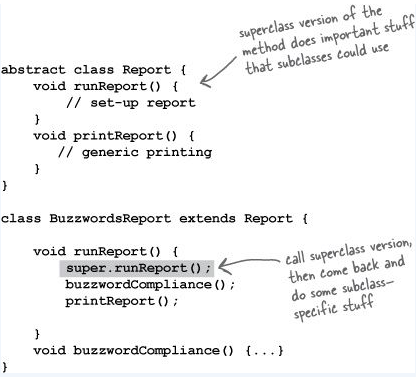 superclass version of the
method does important stuff
that subclasses could use
abstract class Report {
void runReport() {
// set-up report
}
void printReport() {
// generic printing
}
}
class BuzzwordsReport extends Report {
void runReport() {
super.runReport();
buzzwordCompliance();
printReport();
}
void buzzwordCompliance() {...}
}
call superclass version,
then come back and
do some subclass-
specific stuff